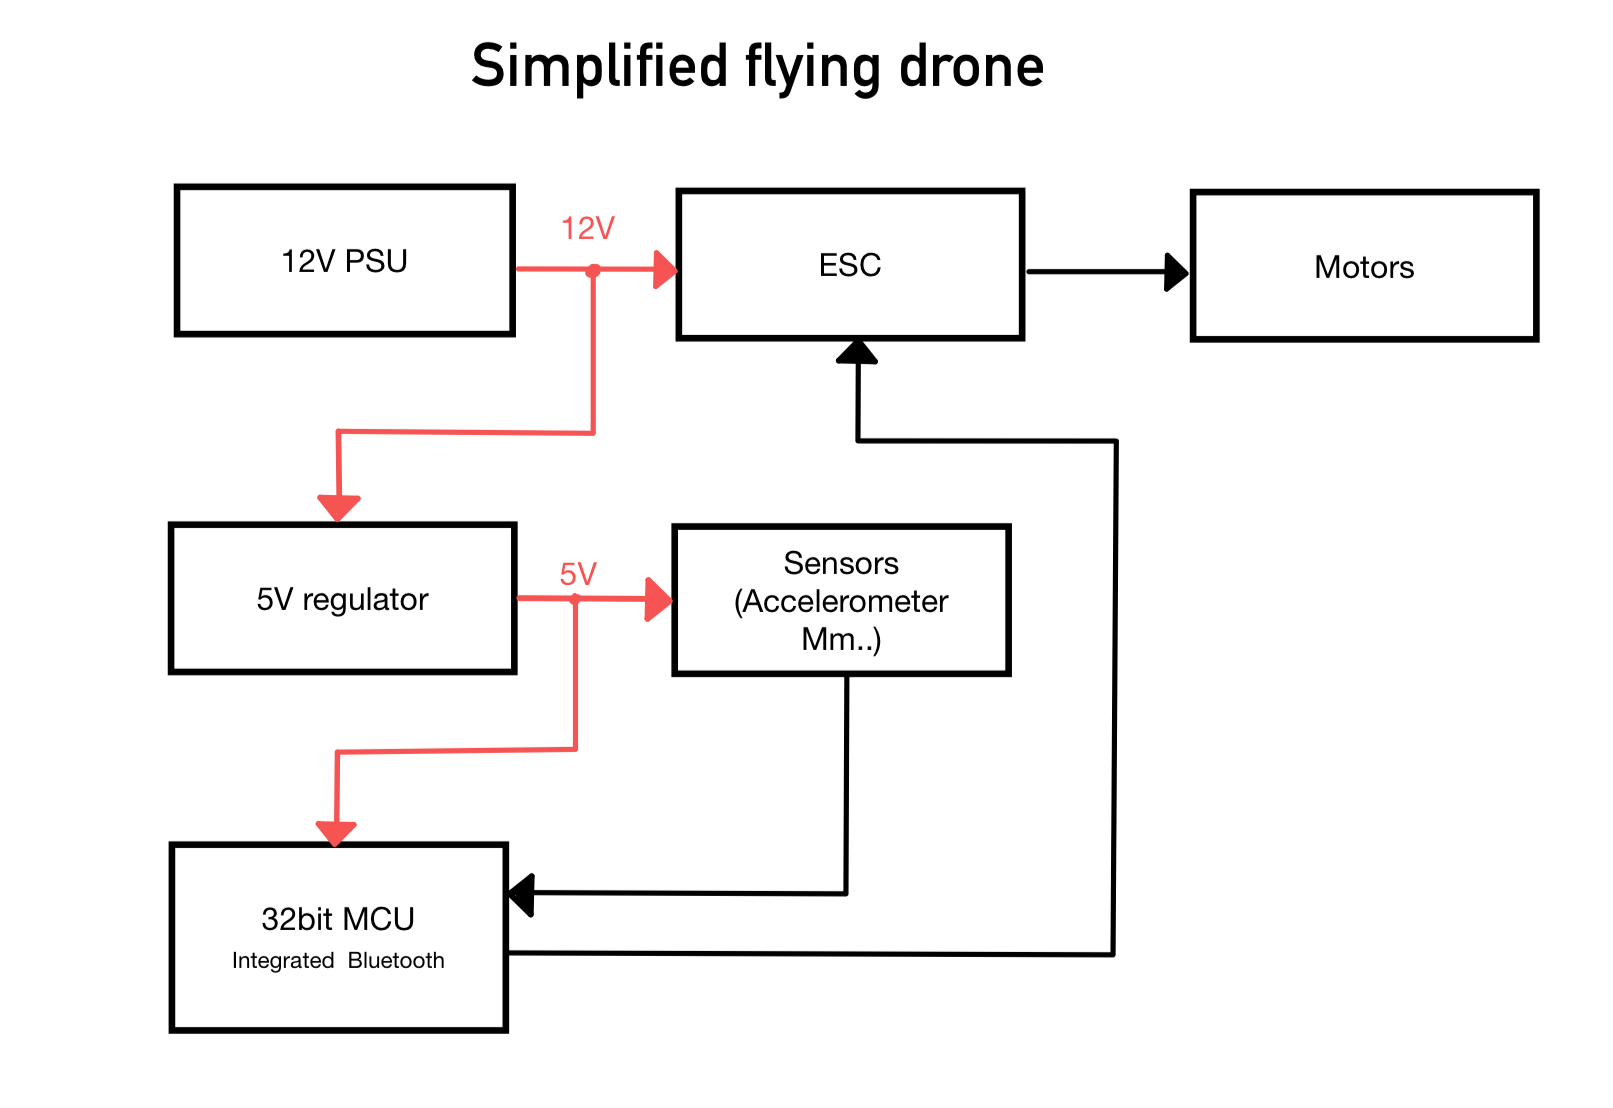 Simplified flying drone
12V PSU
12V
ESC
Motors
5V regulator
5V
Sensors
(Accelerometer
Mm..)
32bit MCU
Integrated Bluetooth